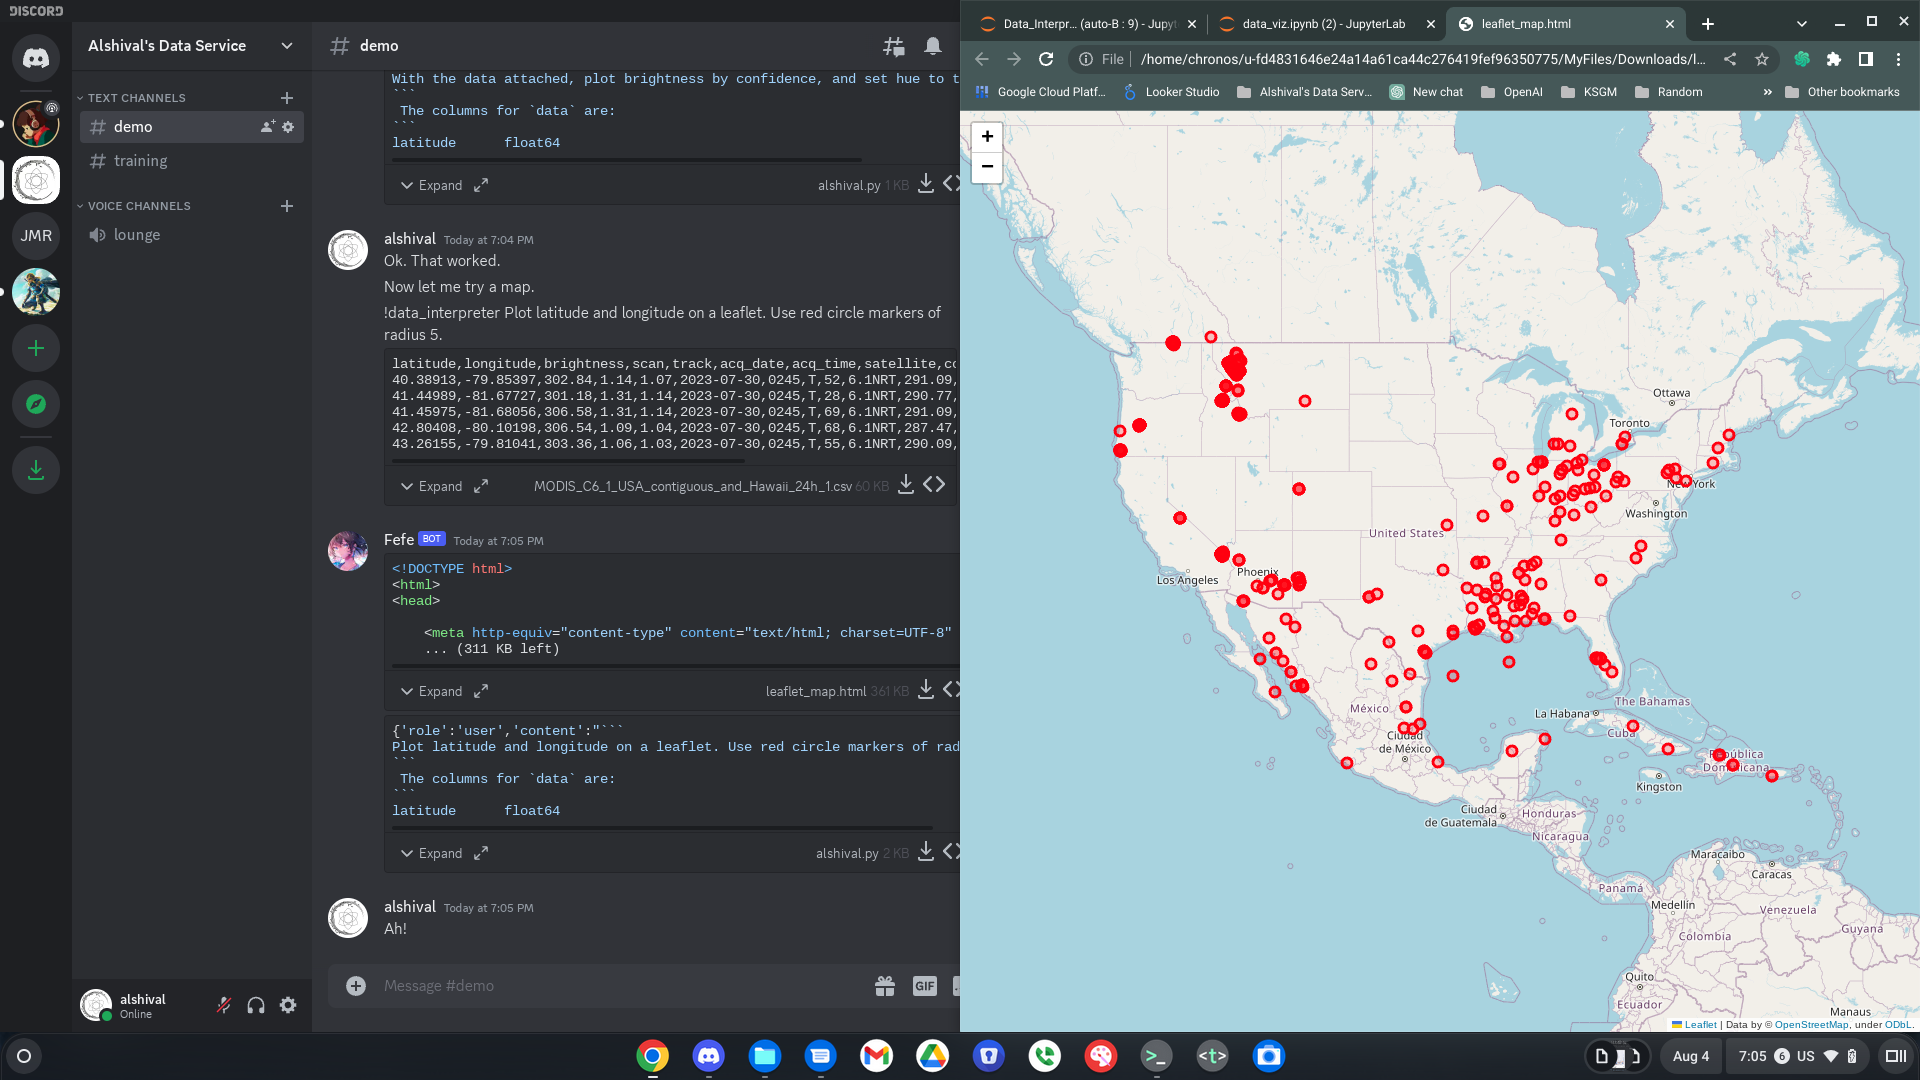 DISCORD
Alshival's Data Service
TEXT CHANNELS
demo
training
VOICE CHANNELS
lounge
JMR
alshival
Online
demo
With the data attached, plot brightness by confidence, and set hue to t
```
The columns for `data` are:
```
latitude float64
Expand
alshival.py 1 KB
alshival Today at 7:04 PM
Ok. That worked.
Now let me try a map.
!data_interpreter Plot latitude and longitude on a leaflet. Use red circle markers of
radius 5.
latitude,longitude,brightness,scan,track,acq_date,acq_time,satellite,co
40.38913,-79.85397,302.84,1.14,1.07,2023-07-30,0245,T,52,6.1NRT,291.09,
41.44989,-81.67727,301.18,1.31,1.14,2023-07-30,0245,T,28,6.1NRT,290.77,
41.45975,-81.68056,306.58,1.31,1.14,2023-07-30,0245,T,69,6.1NRT,291.09,
42.80408,-80.10198,306.54,1.09,1.04,2023-07-30,0245,T,68,6.1NRT,287.47,
43.26155,-79.81041,303.36,1.06,1.03,2023-07-30,0245,T,55,6.1NRT,290.09,
Expand
MODIS_C6_1_USA_contiguous_and_Hawaii_24h_1.csv 60 KB
Fefe BOT Today at 7:05 PM
<!DOCTYPE html>
<html>
<head>
<meta http-equiv="content-type" content="text/html; charset=UTF-8"
... (311 KB left)
Expand
leaflet_map.html 361 KB
{'role':'user','content':"```
Plot latitude and longitude on a leaflet. Use red circle markers of rad
```
The columns for `data` are:
```
latitude float64
Expand
alshival.py 2 KB
alshival Today at 7:05 PM
Ah!
Message #demo
GIF
Data_Interpr... (auto-B : 9) - Jupyt
data_viz.ipynb (2) - JupyterLab
leaflet_map.html
File
/home/chronos/u-fd4831646e24a14a61ca44c276419fef96350775/MyFiles/Downloads/l...
Google Cloud Platf...
Looker Studio
Alshival's Data Serv...
New chat
OpenAI
KSGM
Random
»
Other bookmarks
+
−
Ottawa
Toronto
New York
Washington
United States
Los Angeles
Phoenix
México
Ciudad
de México
La Habana
The Bahamas
Cuba
República
Dominicana
Kingston
Ciudad
de Guatemala
Honduras
Nicaragua
Maracaibo
Caracas
Panamá
Medellín
Venezuela
Colombia
Guyana
Quito
Ecuador
Manaus
Leaflet | Data by © OpenStreetMap, under ODbL.
Aug 4
7:05 6 US